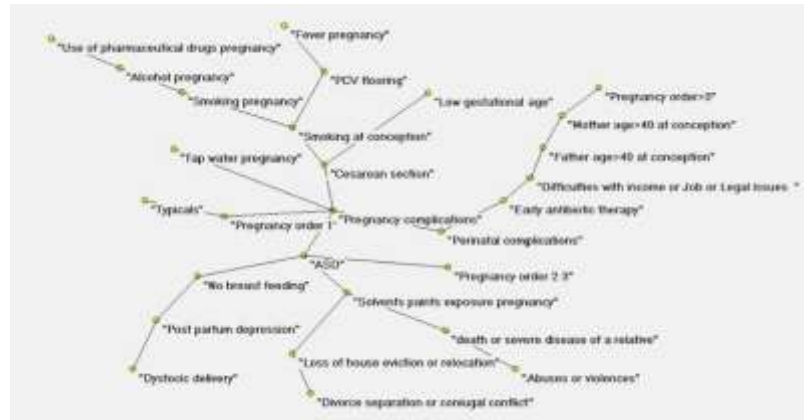 "Fever pregnancy"
"Use of pharmaceutical drugs pregnancy"
"Alcohol pregnancy"
"PCV flooring"
"Smoking pregnancy"
"Low gestational age"
"Pregnancy order>3"
"Mother age>40 at conception"
"Smoking at conception"
"Tap water pregnancy"
"Father age>40 at conception"
"Cesarean section"
"Difficulties with income or Job or Legal issues "
"Typicals"
"Early antibiotic therapy"
"Pregnancy order 1"
"Pregnancy complications"
"Perinatal complications"
"ASD"
"Pregnancy order 2 3"
"No breast feeding"
"Solvents paints exposure pregnancy"
"Post partum depression"
"death or severe disease of a relative"
"Loss of house eviction or relocation"
"Dystocic delivery"
"Abuses or violences"
"Divorce separation or coniugal conflict"